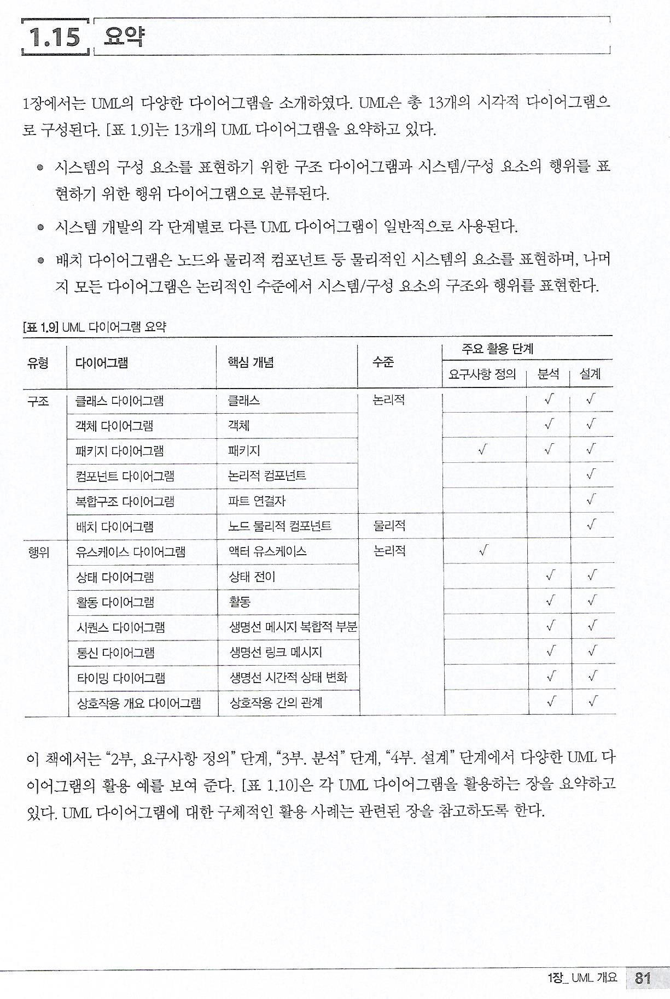 1.15 요약
1장에서는 UML의 다양한 다이어그램을 소개하였다. UML은 총 13개의 시각적 다이어그램으
로 구성된다. [표 1.9]는 13개의 UML 다이어그램을 요약하고 있다.
● 시스템의 구성 요소를 표현하기 위한 구조 다이어그램과 시스템/구성 요소의 행위를 표
현하기 위한 행위 다이어그램으로 분류된다.
● 시스템 개발의 각 단계별로 다른 UML 다이어그램이 일반적으로 사용된다.
● 배치 다이어그램은 노드와 물리적 컴포넌트 등 물리적인 시스템의 요소를 표현하며, 나머
지 모든 다이어그램은 논리적인 수준에서 시스템/구성 요소의 구조와 행위를 표현한다.
[표 1.9] UML 다이어그램 요약
유형 다이어그램 핵심 개념 수준 주요 활용 단계
요구사항 정의 분석 설계
구조 클래스 다이어그램 클래스 논리적 √ √
객체 다이어그램 객체 √ √
패키지 다이어그램 패키지 √ √ √
컴포넌트 다이어그램 논리적 컴포넌트 √
복합구조 다이어그램 파트 연결자 √
배치 다이어그램 노드 물리적 컴포넌트 물리적 √
행위 유스케이스 다이어그램 액터 유스케이스 논리적 √
상태 다이어그램 상태 전이 √ √
활동 다이어그램 활동 √ √
시퀀스 다이어그램 생명선 메시지 복합적 부분 √ √
통신 다이어그램 생명선 링크 메시지 √ √
타이밍 다이어그램 생명선 시간적 상태 변화 √ √
상호작용 개요 다이어그램 상호작용 간의 관계 √ √
이 책에서는 “2부, 요구사항 정의” 단계, “3부. 분석” 단계, “4부. 설계” 단계에서 다양한 UML 다
이어그램의 활용 예를 보여 준다. [표 1.10]은 각 UML 다이어그램을 활용하는 장을 요약하고
있다. UML 다이어그램에 대한 구체적인 활용 사례는 관련된 장을 참고하도록 한다.
1장_ UML 개요 81